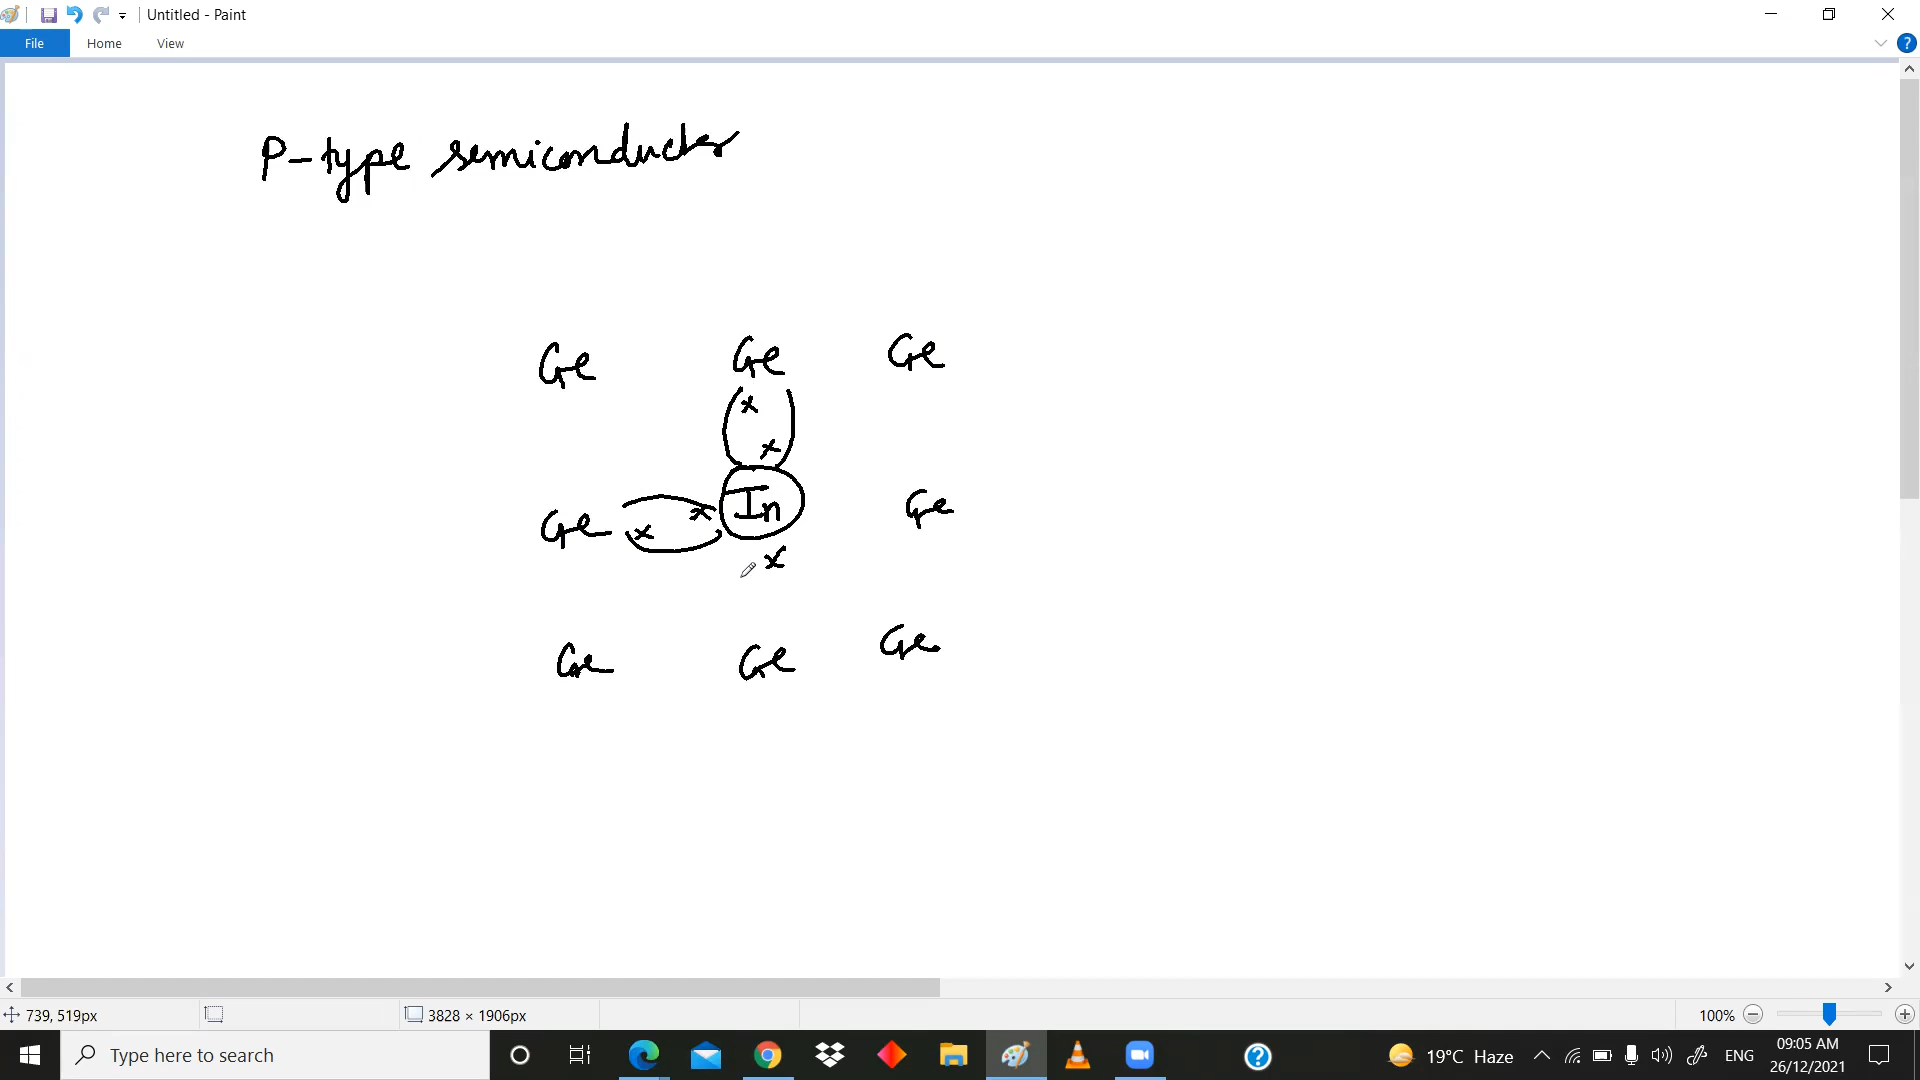 Untitled - Paint
File Home View
P-type semiconductor
Ge Ge Ge
x
x
Ge x x In Ge
x
Ge Ge Ge
739, 519px 3828 × 1906px 100%
Type here to search 19°C Haze ENG 09:05 AM
26/12/2021